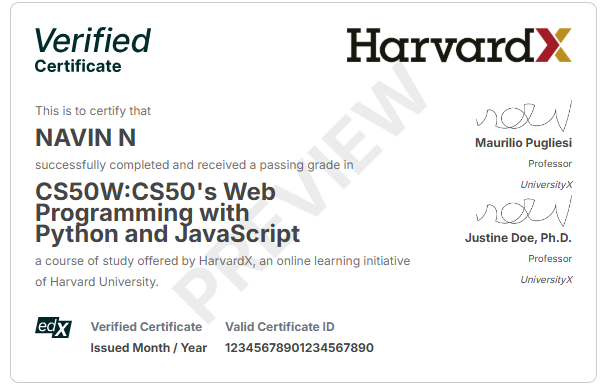 Verified
Certificate
HarvardX
This is to certify that
NAVIN N
successfully completed and received a passing grade in
CS50W:CS50's Web
Programming with
Python and JavaScript
a course of study offered by HarvardX, an online learning initiative
of Harvard University.
Maurilio Pugliesi
Professor
UniversityX
Justine Doe, Ph.D.
Professor
UniversityX
PREVIEW
edX
Verified Certificate
Issued Month / Year
Valid Certificate ID
12345678901234567890